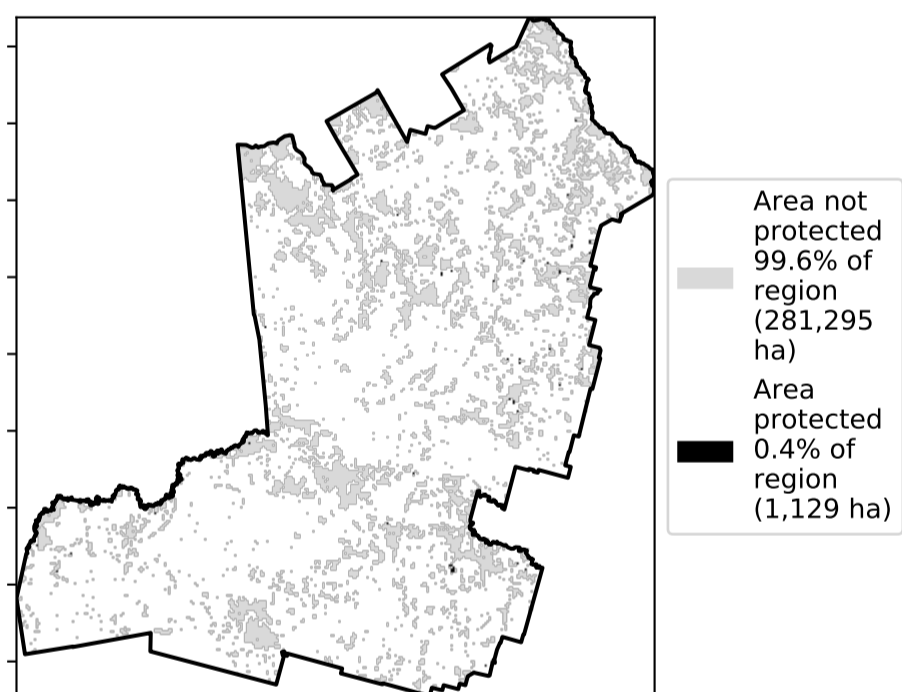 Area not
protected
99.6% of
region
(281,295
ha)
Area
protected
0.4% of
region
(1,129 ha)